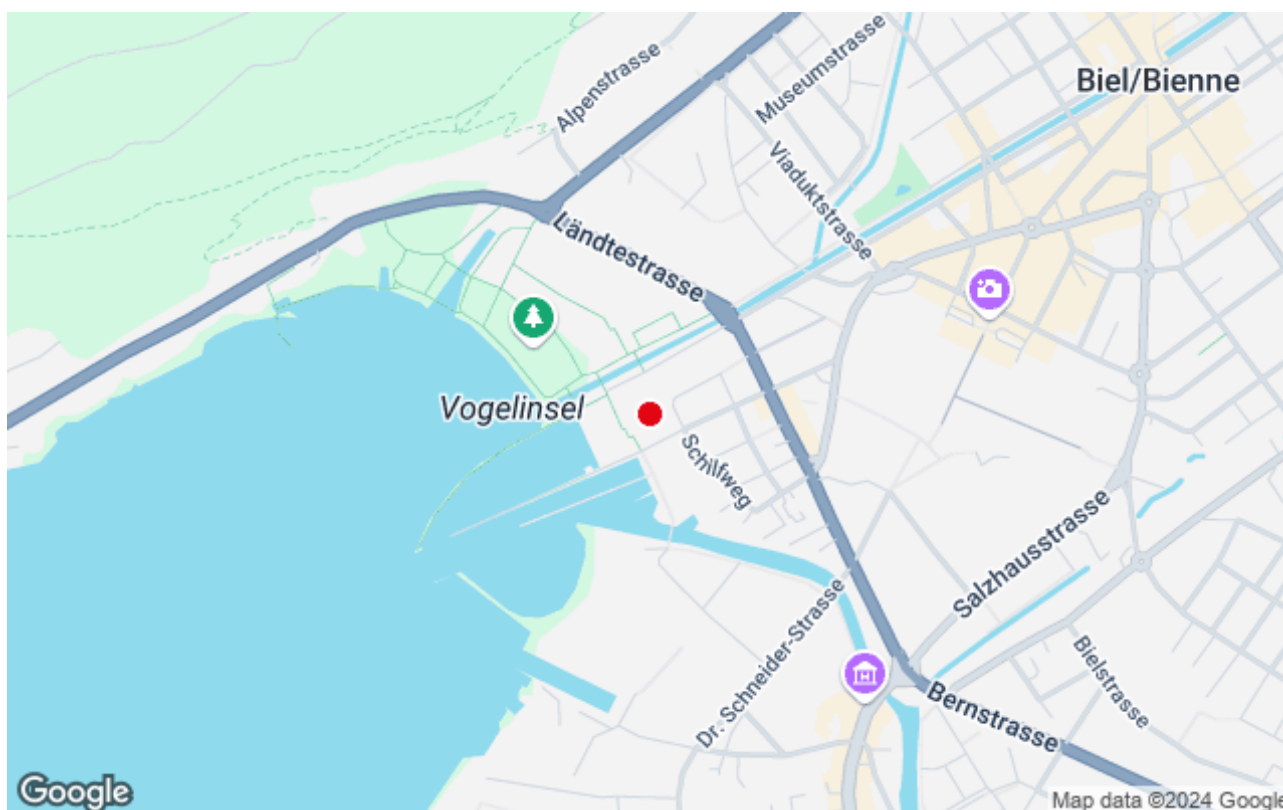 Alpenstrasse
Museumstrasse
Biel/Bienne
Viaduktstrasse
Ländtestrasse
Vogelinsel
Schilfweg
Salzhausstrasse
Dr. Schneider-Strasse
Bielstrasse
Bernstrasse
Google
Map data ©2024 Google